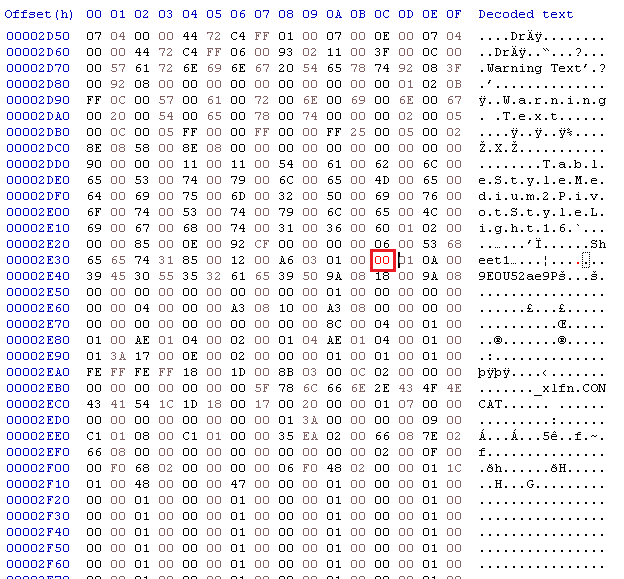 Offset(h) 00 01 02 03 04 05 06 07 08 09 0A 0B 0C 0D 0E 0F Decoded text
00002D50 07 04 00 00 44 72 C4 FF 01 00 07 00 0E 00 07 04 ....DrÄÿ........
00002D60 00 00 44 72 C4 FF 06 00 93 02 11 00 3F 00 0C 00 ..DrÄÿ..“...?...
00002D70 00 57 61 72 6E 69 6E 67 20 54 65 78 74 92 08 3F .Warning Text’.?
00002D80 00 92 08 00 00 00 00 00 00 00 00 00 00 01 02 0B .’..............
00002D90 FF 0C 00 57 00 61 00 72 00 6E 00 69 00 6E 00 67 ÿ..W.a.r.n.i.n.g
00002DA0 00 20 00 54 00 65 00 78 00 74 00 00 00 02 00 05 . .T.e.x.t......
00002DB0 00 0C 00 05 FF 00 00 FF 00 00 FF 25 00 05 00 02 ....ÿ..ÿ..ÿ%....
00002DC0 8E 08 58 00 8E 08 00 00 00 00 00 00 00 00 00 00 Ž.X.Ž...........
00002DD0 90 00 00 00 11 00 11 00 54 00 61 00 62 00 6C 00 ........T.a.b.l.
00002DE0 65 00 53 00 74 00 79 00 6C 00 65 00 4D 00 65 00 e.S.t.y.l.e.M.e.
00002DF0 64 00 69 00 75 00 6D 00 32 00 50 00 69 00 76 00 d.i.u.m.2.P.i.v.
00002E00 6F 00 74 00 53 00 74 00 79 00 6C 00 65 00 4C 00 o.t.S.t.y.l.e.L.
00002E10 69 00 67 00 68 00 74 00 31 00 36 00 60 01 02 00 i.g.h.t.1.6.`...
00002E20 00 00 85 00 0E 00 92 CF 00 00 00 00 06 00 53 68 ..…...’Ï......Sh
00002E30 65 65 74 31 85 00 12 00 A6 03 01 00 00 01 0A 00 eet1…...¦.......
00002E40 39 45 30 55 35 32 61 65 39 50 9A 08 18 00 9A 08 9E0U52ae9Pš...š.
00002E50 00 00 00 00 00 00 00 00 00 00 00 00 00 00 01 00 ................
00002E60 00 00 04 00 00 00 A3 08 10 00 A3 08 00 00 00 00 ......£...£.....
00002E70 00 00 00 00 00 00 00 00 00 00 8C 00 04 00 01 00 ..........Œ.....
00002E80 01 00 AE 01 04 00 02 00 01 04 AE 01 04 00 01 00 ..®.......®.....
00002E90 01 3A 17 00 0E 00 02 00 00 00 01 00 01 00 01 00 .:..............
00002EA0 FE FF FE FF 18 00 1D 00 8B 03 00 0C 02 00 00 00 þÿþÿ....‹.......
00002EB0 00 00 00 00 00 00 00 5F 78 6C 66 6E 2E 43 4F 4E ......._xlfn.CON
00002EC0 43 41 54 1C 1D 18 00 17 00 20 00 00 01 07 00 00 CAT...... ......
00002ED0 00 00 00 00 00 00 00 00 01 3A 00 00 00 00 09 00 .........:......
00002EE0 C1 01 08 00 C1 01 00 00 35 EA 02 00 66 08 7E 02 Á...Á...5ê..f.~.
00002EF0 66 08 00 00 00 00 00 00 00 00 00 00 02 00 0F 00 f...............
00002F00 00 F0 68 02 00 00 00 00 06 F0 48 02 00 00 01 1C .ðh......ðH.....
00002F10 01 00 48 00 00 00 47 00 00 00 01 00 00 00 00 00 ..H...G.........
00002F20 00 00 01 00 00 00 01 00 00 00 01 00 00 00 01 00 ................
00002F30 00 00 01 00 00 00 01 00 00 00 01 00 00 00 01 00 ................
00002F40 00 00 01 00 00 00 01 00 00 00 01 00 00 00 01 00 ................
00002F50 00 00 01 00 00 00 01 00 00 00 01 00 00 00 01 00 ................
00002F60 00 00 01 00 00 00 01 00 00 00 01 00 00 00 01 00 ................